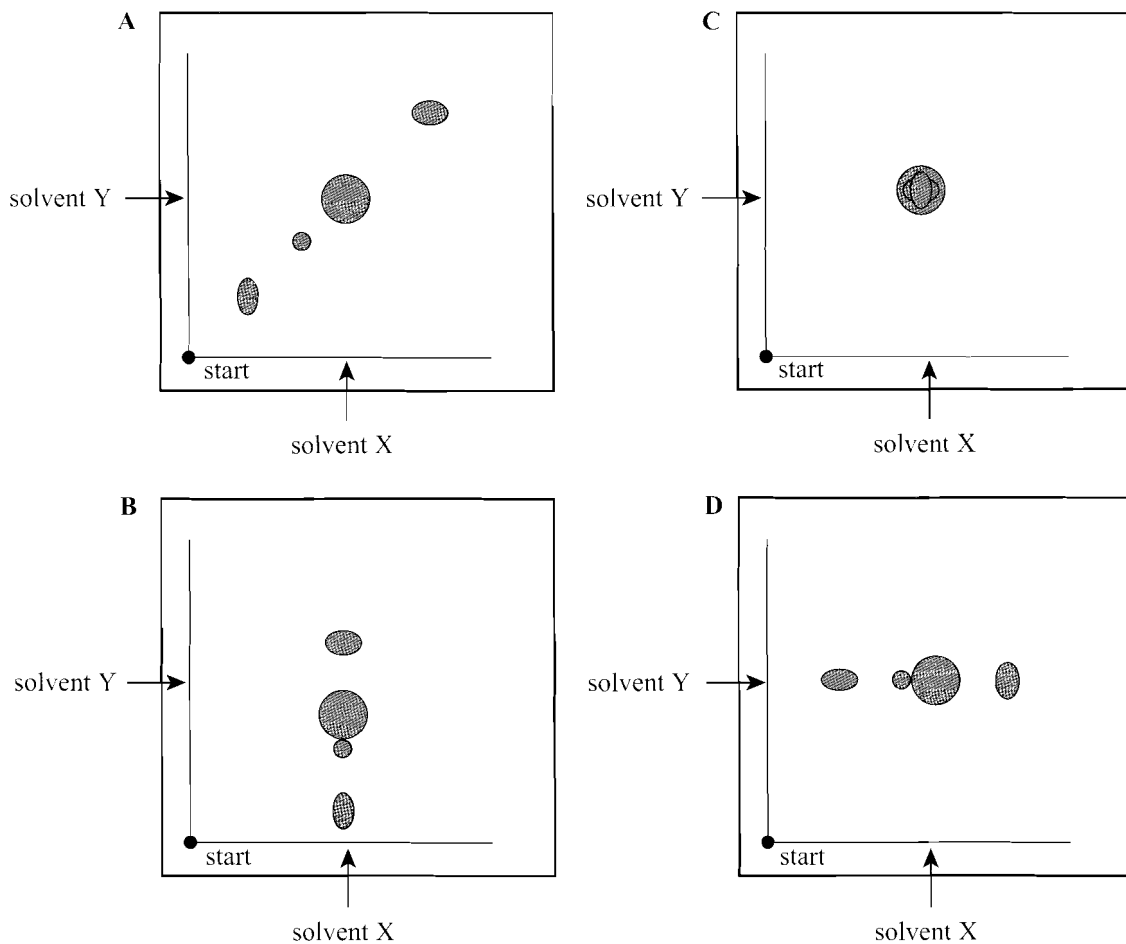 A
solvent Y
start
solvent X
C
solvent Y
start
solvent X
B
solvent Y
start
solvent X
D
solvent Y
start
solvent X